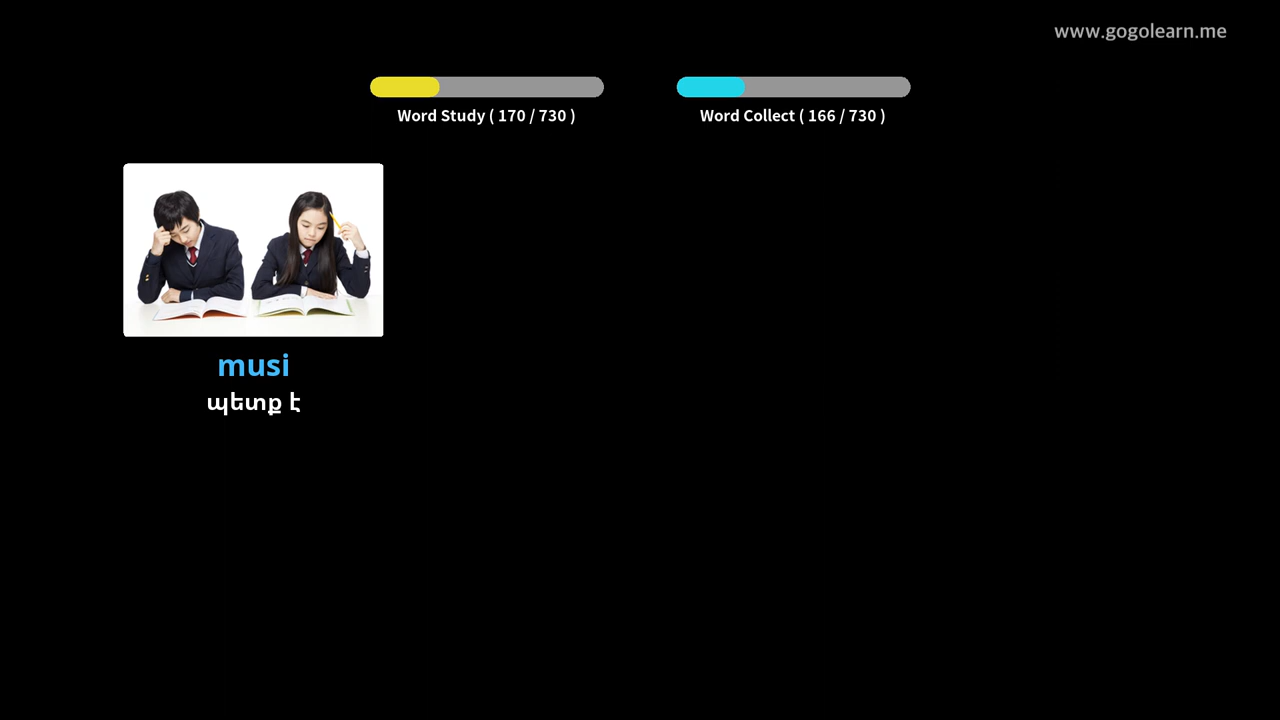 www.gogolearn.me
Word Study ( 170 / 730 )
Word Collect ( 166 / 730 )
musi
պետք է